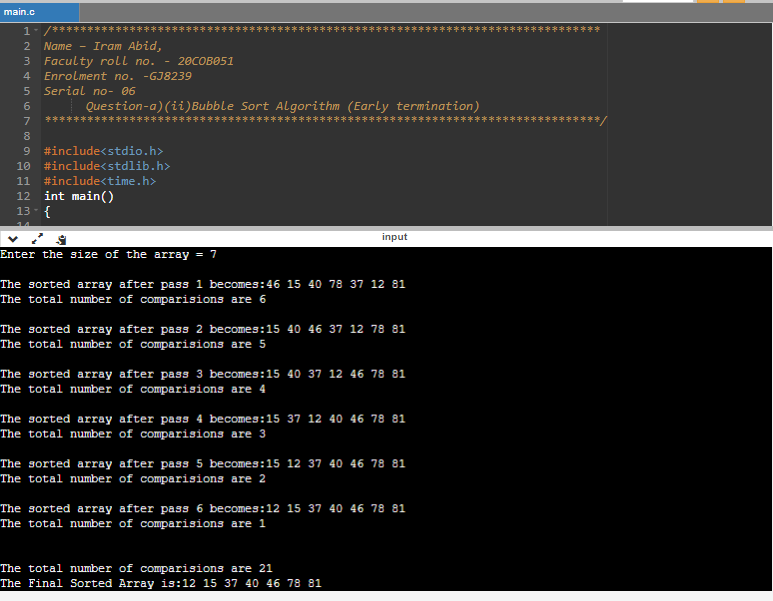 main.c
1 /******************************************************************************
2 Name – Iram Abid,
3 Faculty roll no. - 20COB051
4 Enrolment no. -GJ8239
5 Serial no- 06
6 Question-a)(ii)Bubble Sort Algorithm (Early termination)
7 *******************************************************************************/
8
9 #include<stdio.h>
10 #include<stdlib.h>
11 #include<time.h>
12 int main()
13 {
14
input
Enter the size of the array = 7
The sorted array after pass 1 becomes:46 15 40 78 37 12 81
The total number of comparisions are 6
The sorted array after pass 2 becomes:15 40 46 37 12 78 81
The total number of comparisions are 5
The sorted array after pass 3 becomes:15 40 37 12 46 78 81
The total number of comparisions are 4
The sorted array after pass 4 becomes:15 37 12 40 46 78 81
The total number of comparisions are 3
The sorted array after pass 5 becomes:15 12 37 40 46 78 81
The total number of comparisions are 2
The sorted array after pass 6 becomes:12 15 37 40 46 78 81
The total number of comparisions are 1
The total number of comparisions are 21
The Final Sorted Array is:12 15 37 40 46 78 81